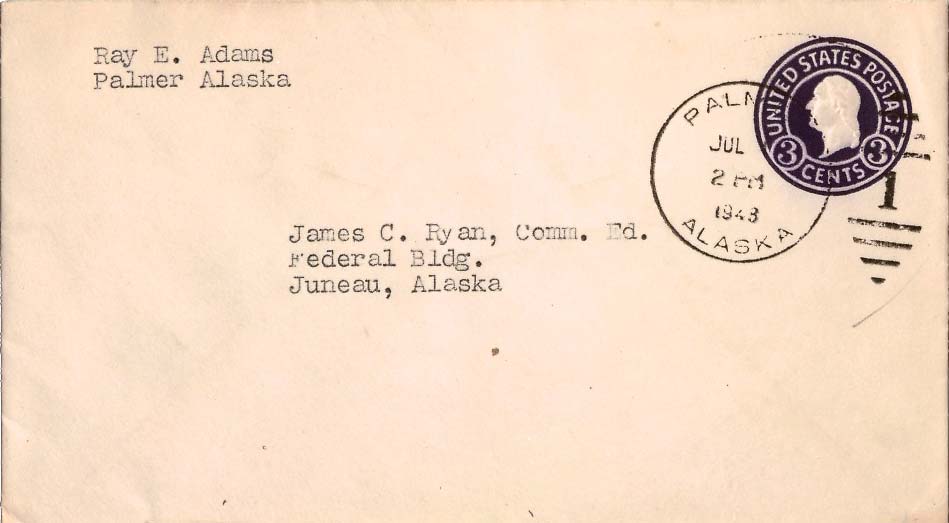 Ray E. Adams
Palmer Alaska
UNITED STATES POSTAGE
3 CENTS 3
PALM
JUL
2 PM
1948
ALASKA
1
James C. Ryan, Comm. Ed.
Federal Bldg.
Juneau, Alaska